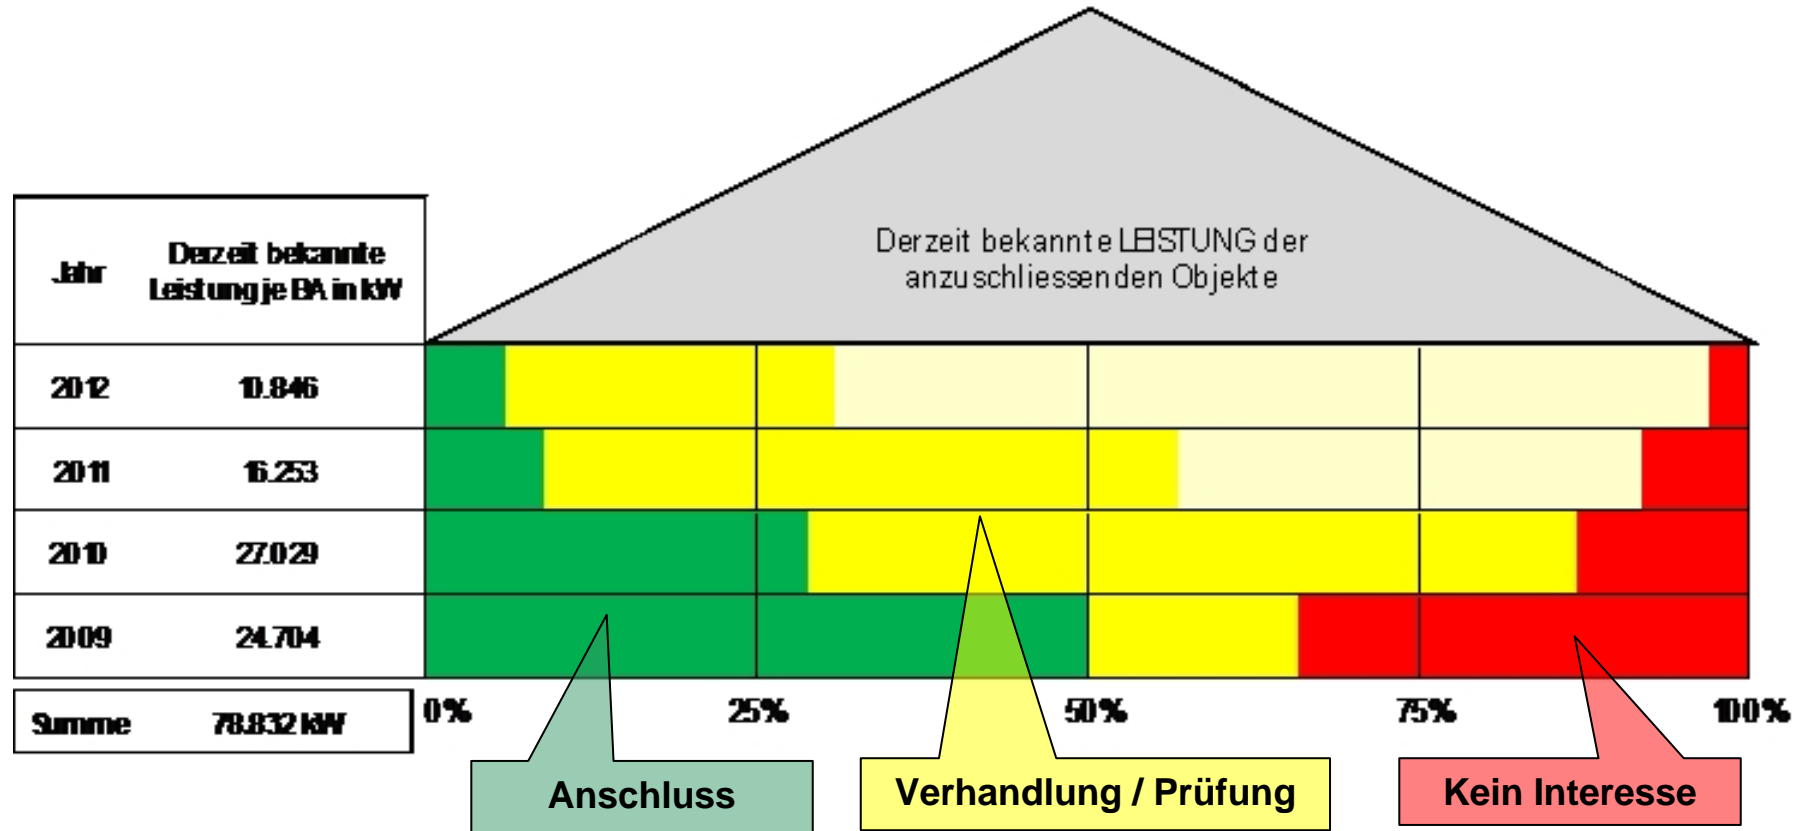 Derzeit bekannte LEISTUNG der
anzuschliessenden Objekte
Jahr
Derzeit bekannte
Leistung je BA in kW
2012 10.846
2011 16.253
2010 27.029
2009 24.704
Summe 78.832 kW
0% 25% 50% 75% 100%
Anschluss
Verhandlung / Prüfung
Kein Interesse